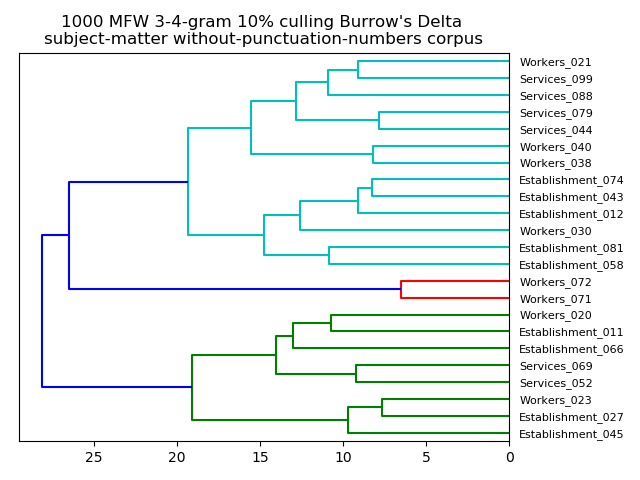 1000 MFW 3-4-gram 10% culling Burrow's Delta
subject-matter without-punctuation-numbers corpus
Workers_021
Services_099
Services_088
Services_079
Services_044
Workers_040
Workers_038
Establishment_074
Establishment_043
Establishment_012
Workers_030
Establishment_081
Establishment_058
Workers_072
Workers_071
Workers_020
Establishment_011
Establishment_066
Services_069
Services_052
Workers_023
Establishment_027
Establishment_045
25 20 15 10 5 0